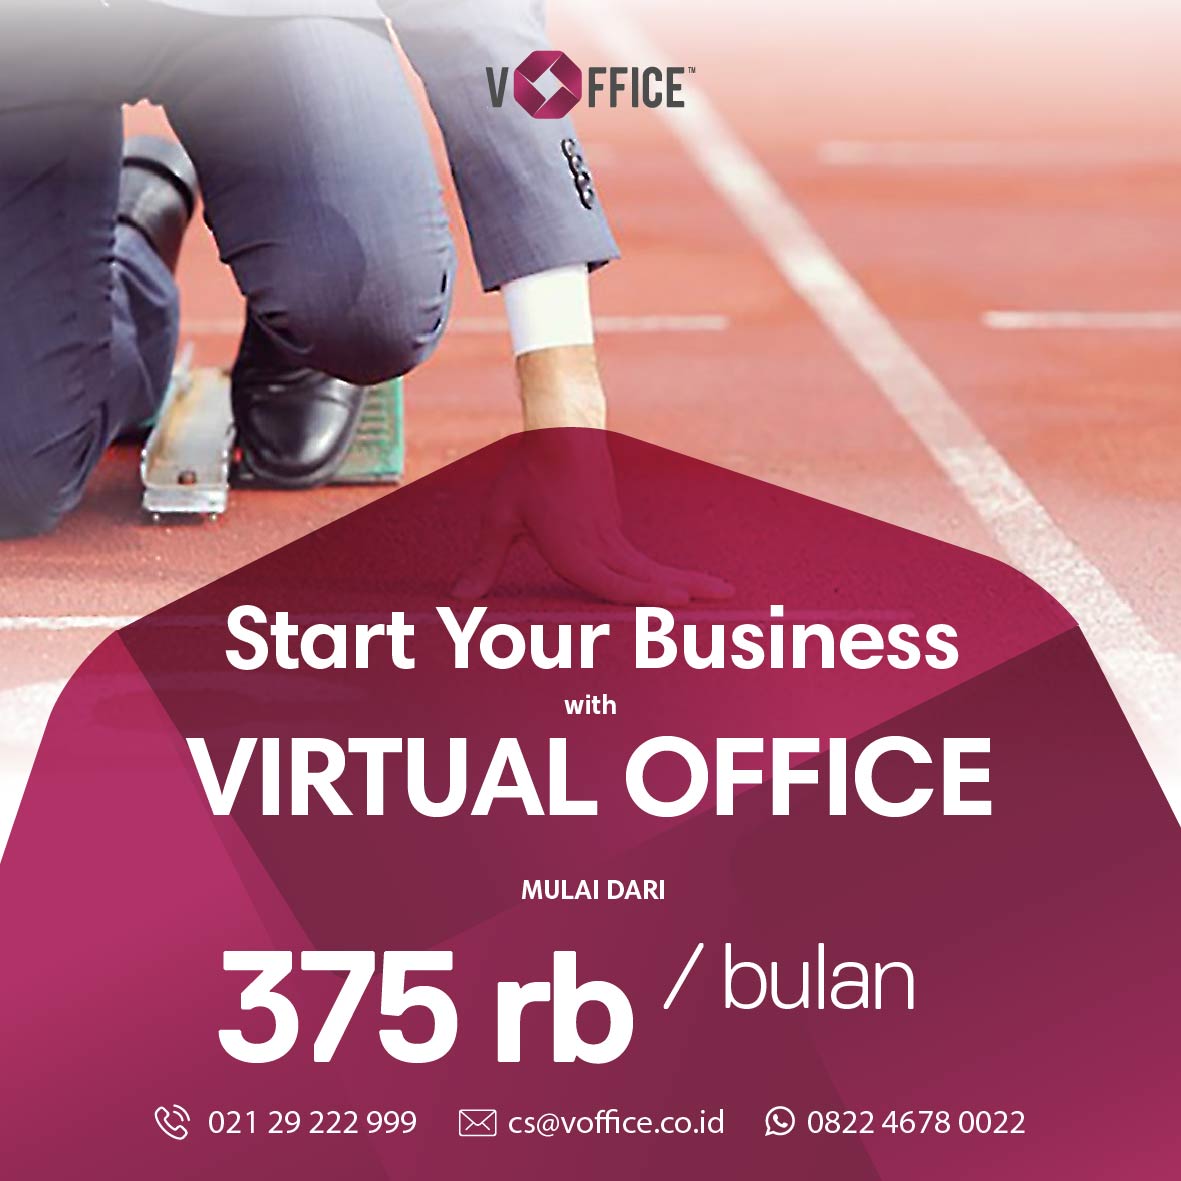 VOFFICE™
Start Your Business
with
VIRTUAL OFFICE
MULAI DARI
375 rb / bulan
021 29 222 999 cs@voffice.co.id 0822 4678 0022